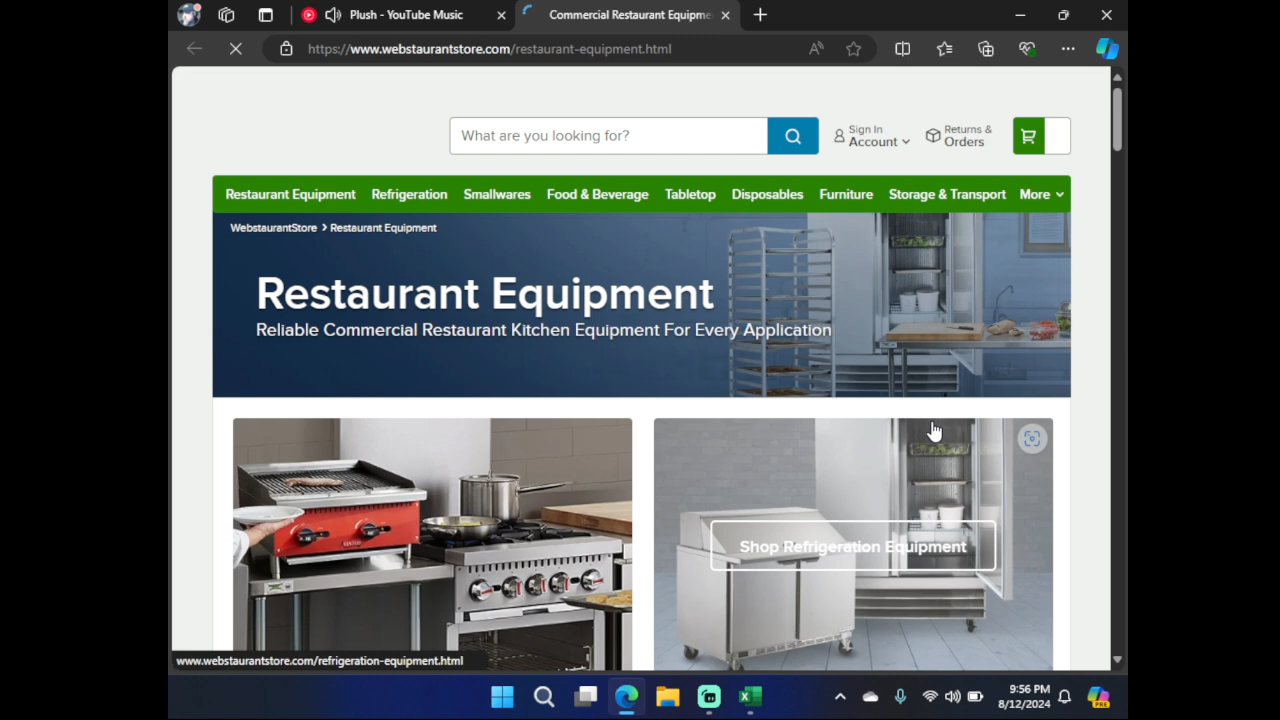 Plush - YouTube Music
Commercial Restaurant Equipme
https://www.webstaurantstore.com/restaurant-equipment.html
What are you looking for?
Sign In
Account
Returns &
Orders
Restaurant Equipment
Refrigeration
Smallwares
Food & Beverage
Tabletop
Disposables
Furniture
Storage & Transport
More
WebstaurantStore > Restaurant Equipment
Restaurant Equipment
Reliable Commercial Restaurant Kitchen Equipment For Every Application
Shop Refrigeration Equipment
www.webstaurantstore.com/refrigeration-equipment.html
9:56 PM
8/12/2024